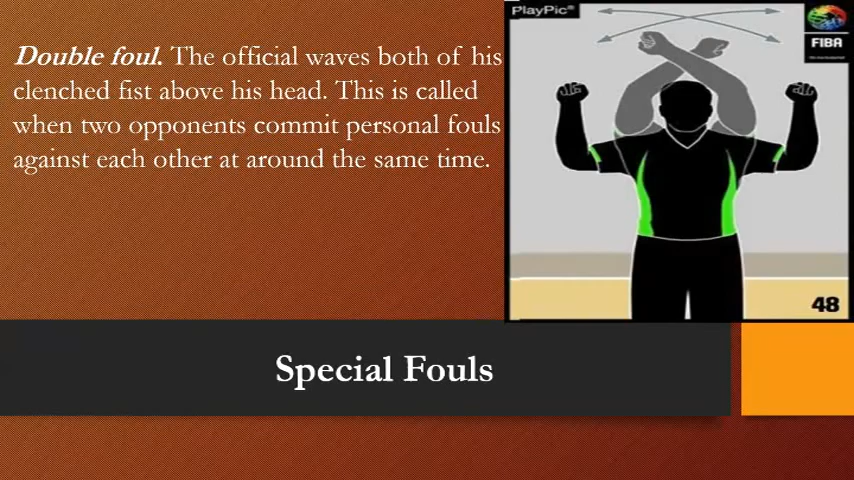 Double foul. The official waves both of his
clenched fist above his head. This is called
when two opponents commit personal fouls
against each other at around the same time.
PlayPic®
FIBA
48
Special Fouls